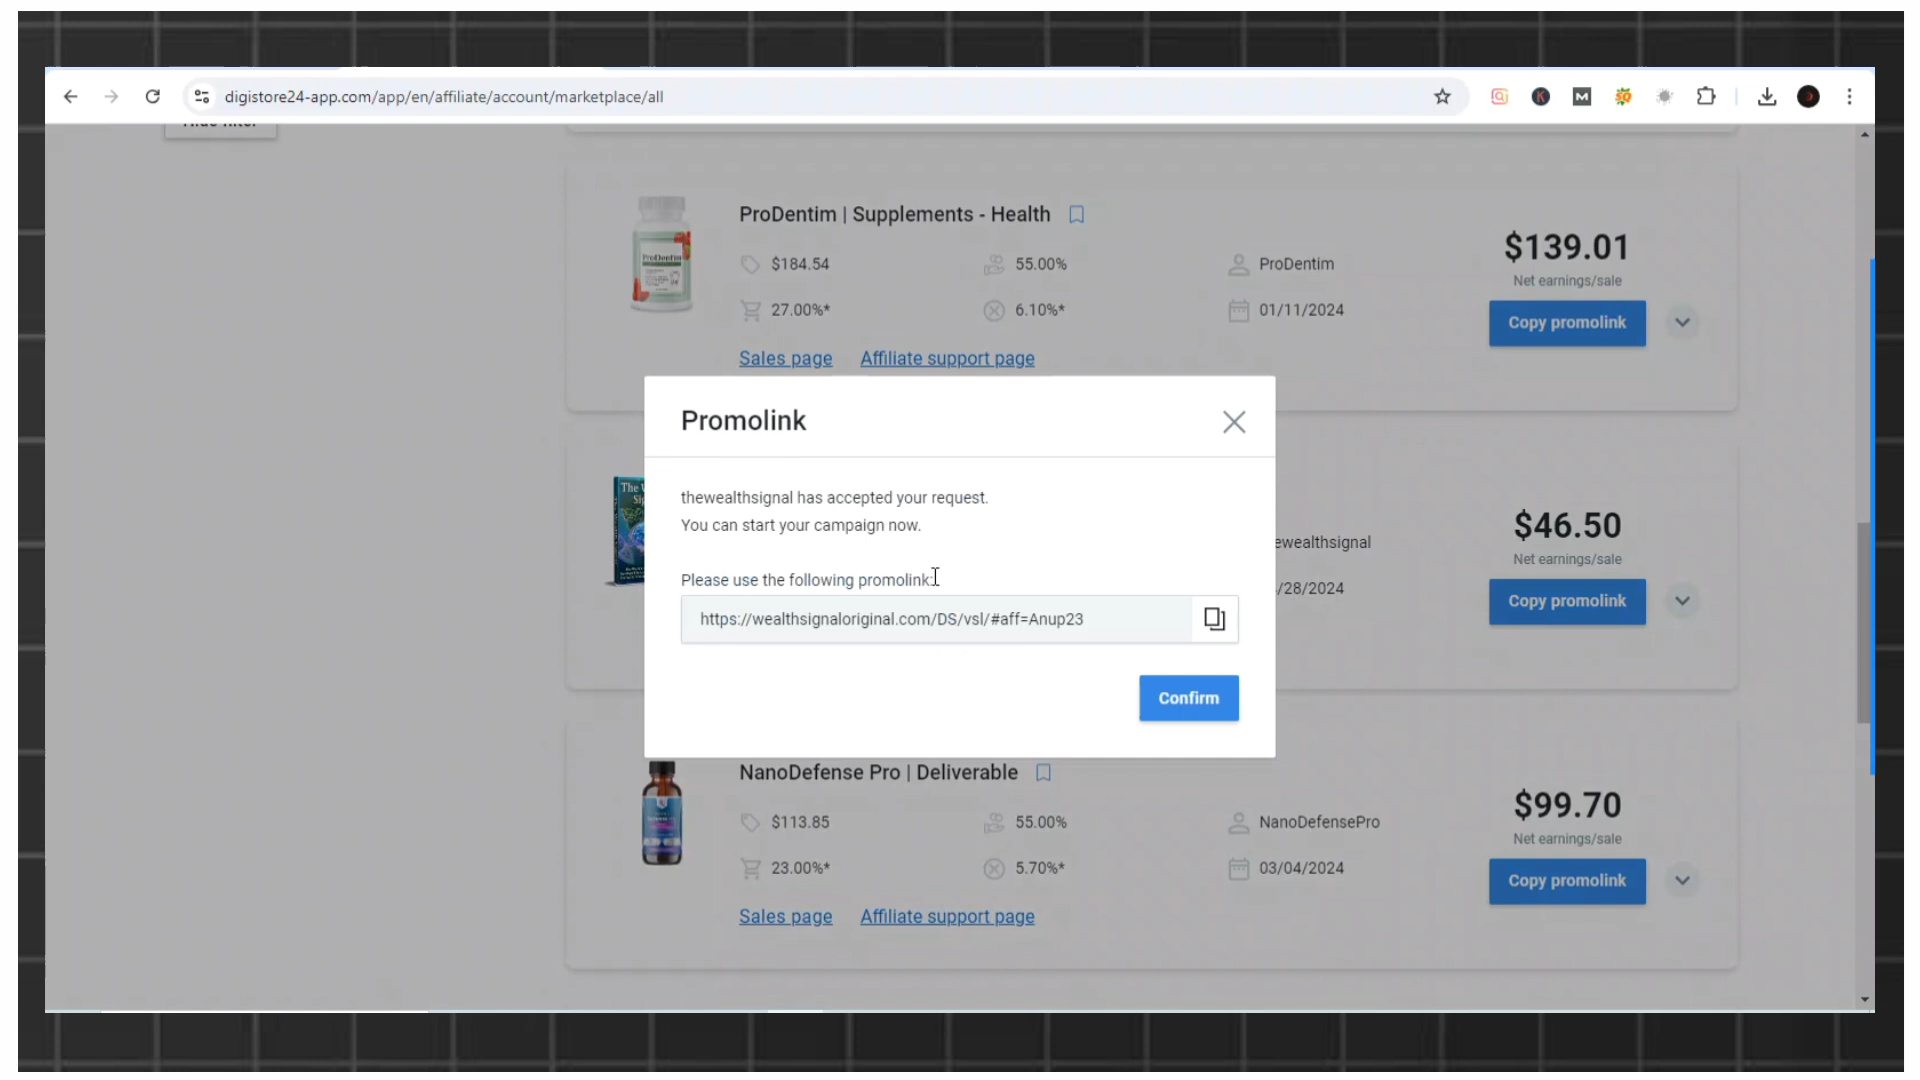 digistore24-app.com/app/en/affiliate/account/marketplace/all
Hide filter
ProDentim | Supplements - Health
$184.54
55.00%
ProDentim
27.00%*
6.10%*
01/11/2024
Sales page
Affiliate support page
$139.01
Net earnings/sale
Copy promolink
Promolink
thewealthsignal has accepted your request.
You can start your campaign now.
Please use the following promolink:
https://wealthsignaloriginal.com/DS/vsl/#aff=Anup23
Confirm
The
ewealthsignal
/28/2024
$46.50
Net earnings/sale
Copy promolink
NanoDefense Pro | Deliverable
$113.85
55.00%
NanoDefensePro
23.00%*
5.70%*
03/04/2024
Sales page
Affiliate support page
$99.70
Net earnings/sale
Copy promolink